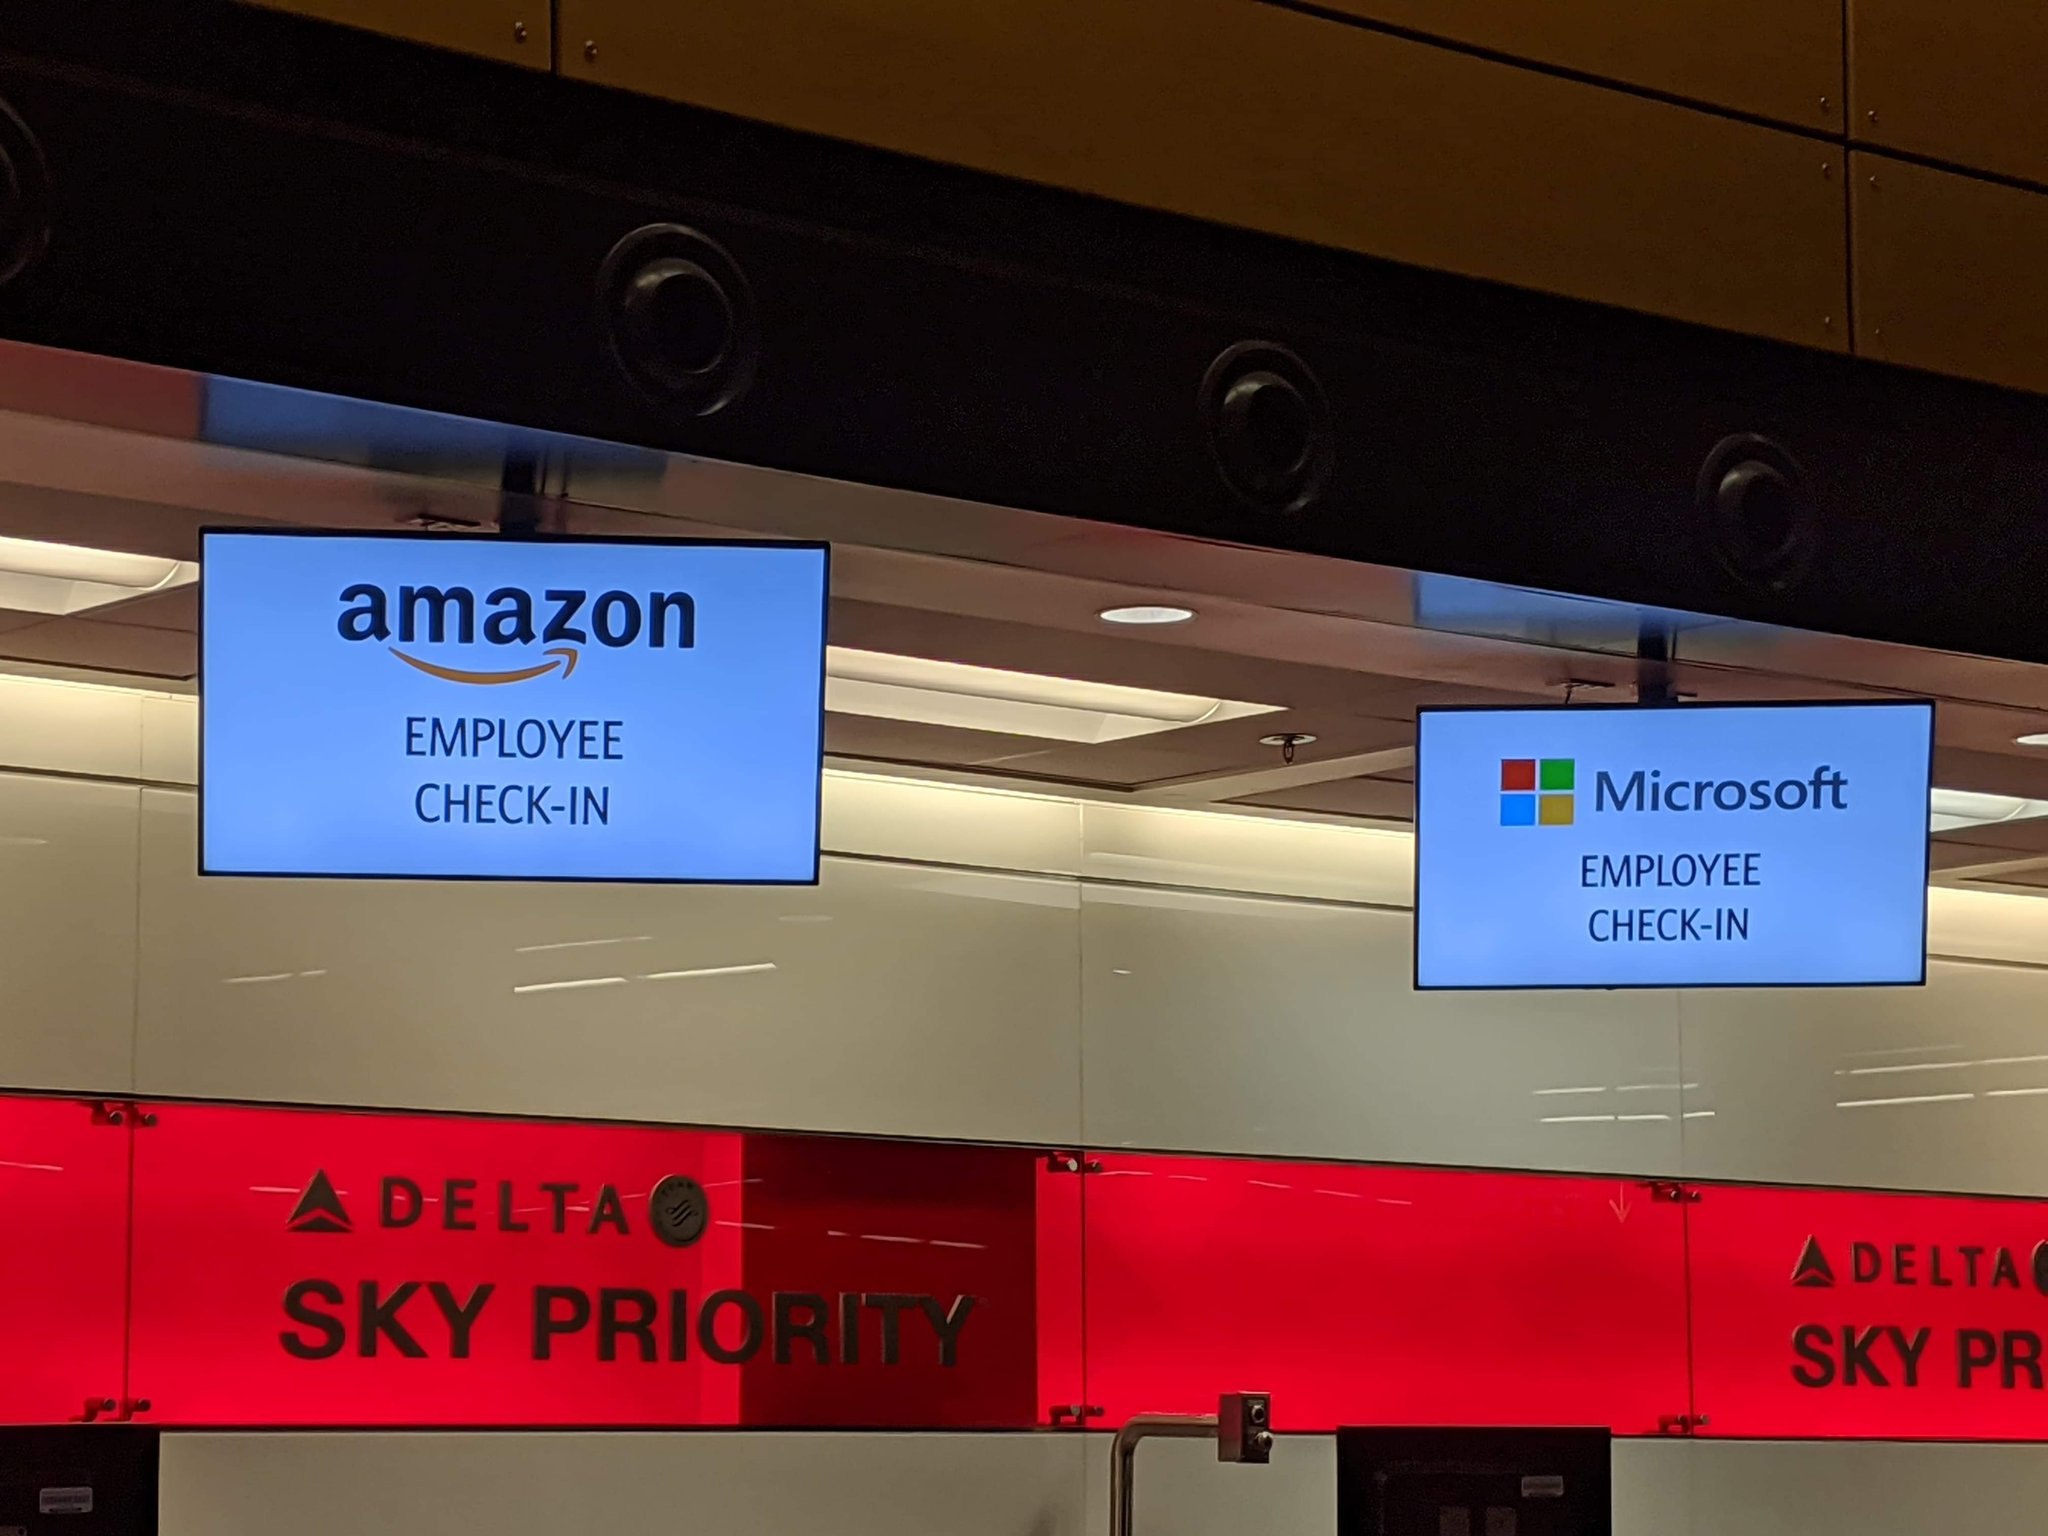 amazon
EMPLOYEE
CHECK-IN
Microsoft
EMPLOYEE
CHECK-IN
DELTA
SKY PRIORITY
DELTA
SKY PR